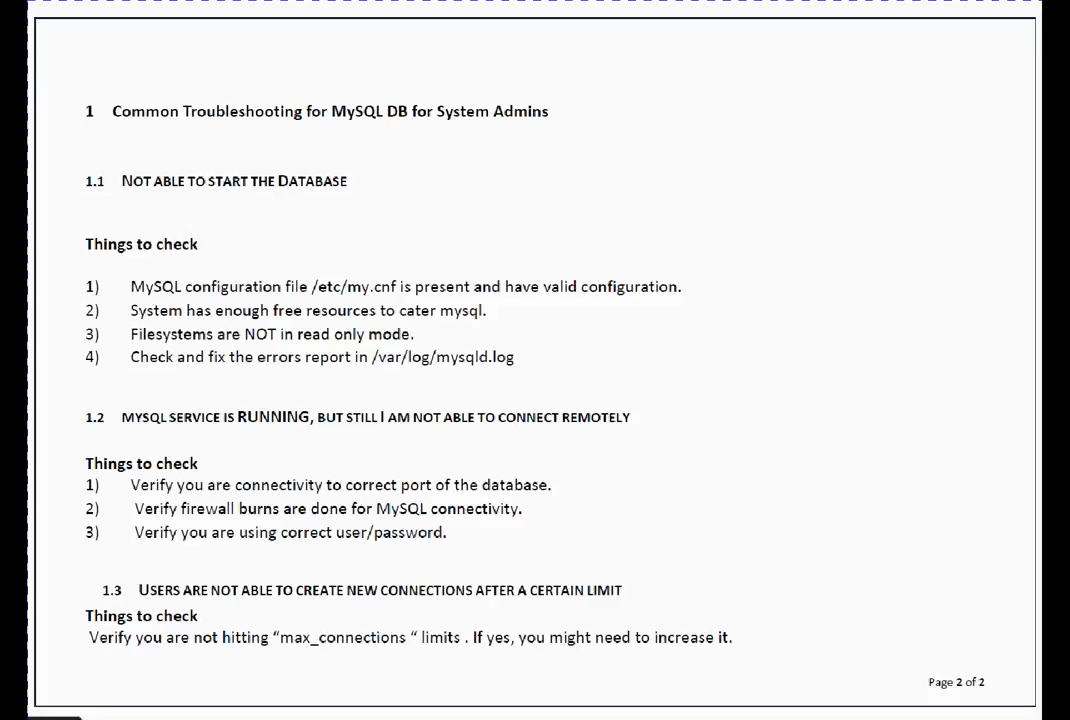 1 Common Troubleshooting for MySQL DB for System Admins
1.1 NOT ABLE TO START THE DATABASE
Things to check
1) MySQL configuration file /etc/my.cnf is present and have valid configuration.
2) System has enough free resources to cater mysql.
3) Filesystems are NOT in read only mode.
4) Check and fix the errors report in /var/log/mysqld.log
1.2 MYSQL SERVICE IS RUNNING, BUT STILL I AM NOT ABLE TO CONNECT REMOTELY
Things to check
1) Verify you are connectivity to correct port of the database.
2) Verify firewall burns are done for MySQL connectivity.
3) Verify you are using correct user/password.
1.3 USERS ARE NOT ABLE TO CREATE NEW CONNECTIONS AFTER A CERTAIN LIMIT
Things to check
Verify you are not hitting “max_connections “ limits . If yes, you might need to increase it.
Page 2 of 2